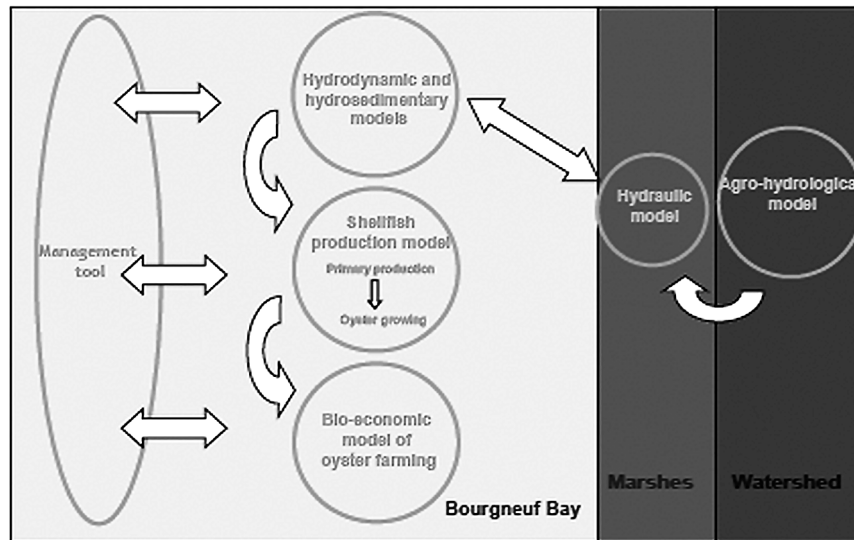 Management
tool
Hydrodynamic and
hydrosedimentary
models
Shellfish
production model
Primary production
Oyster growing
Bio-economic
model of
oyster farming
Bourgneuf Bay
Hydraulic
model
Marshes
Agro-hydrologica
model
Watershed